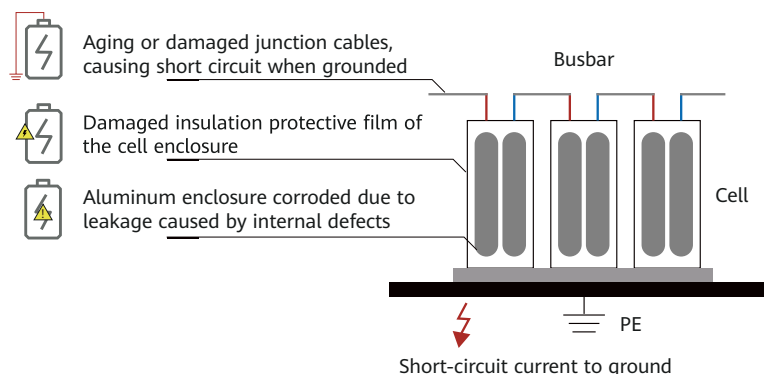 Aging or damaged junction cables,
causing short circuit when grounded
Busbar
Damaged insulation protective film of
the cell enclosure
Aluminum enclosure corroded due to
leakage caused by internal defects
Cell
PE
Short-circuit current to ground